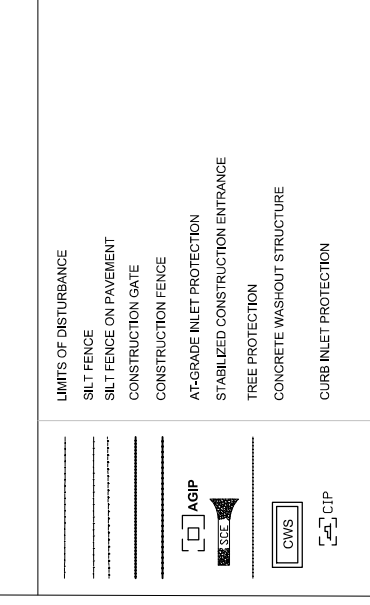 LIMITS OF DISTURBANCE
SILT FENCE
SILT FENCE ON PAVEMENT
CONSTRUCTION GATE
CONSTRUCTION FENCE
AGIP AT-GRADE INLET PROTECTION
SCE STABILIZED CONSTRUCTION ENTRANCE
TREE PROTECTION
CWS CONCRETE WASHOUT STRUCTURE
CIP CURB INLET PROTECTION